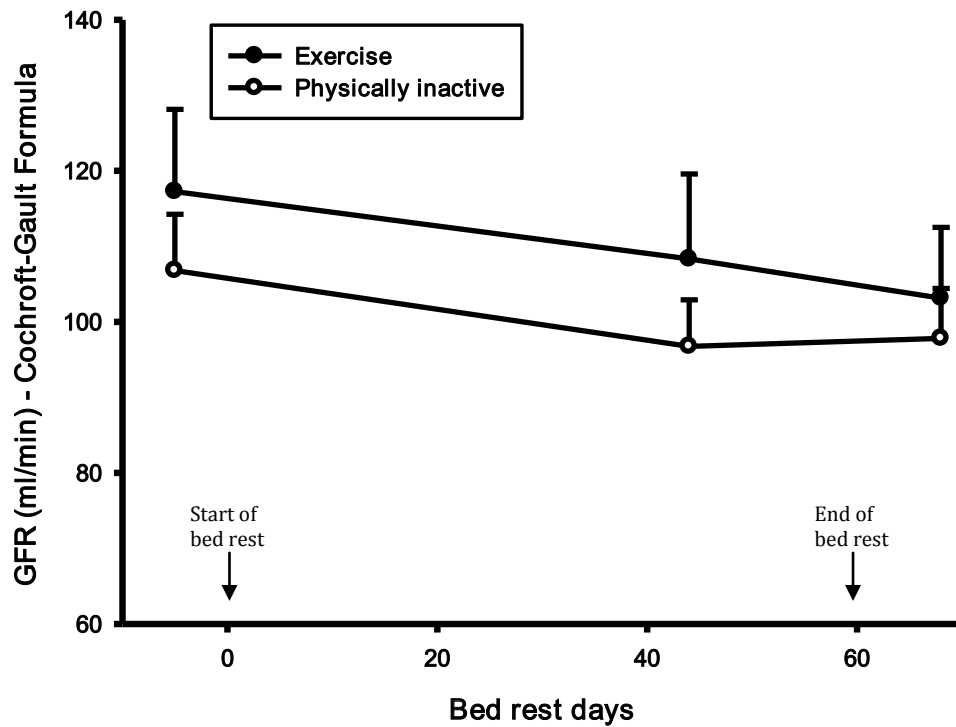 GFR (ml/min) - Cochroft-Gault Formula
140
120
100
80
60
Exercise
Physically inactive
Start of
bed rest
End of
bed rest
0
20
40
60
Bed rest days